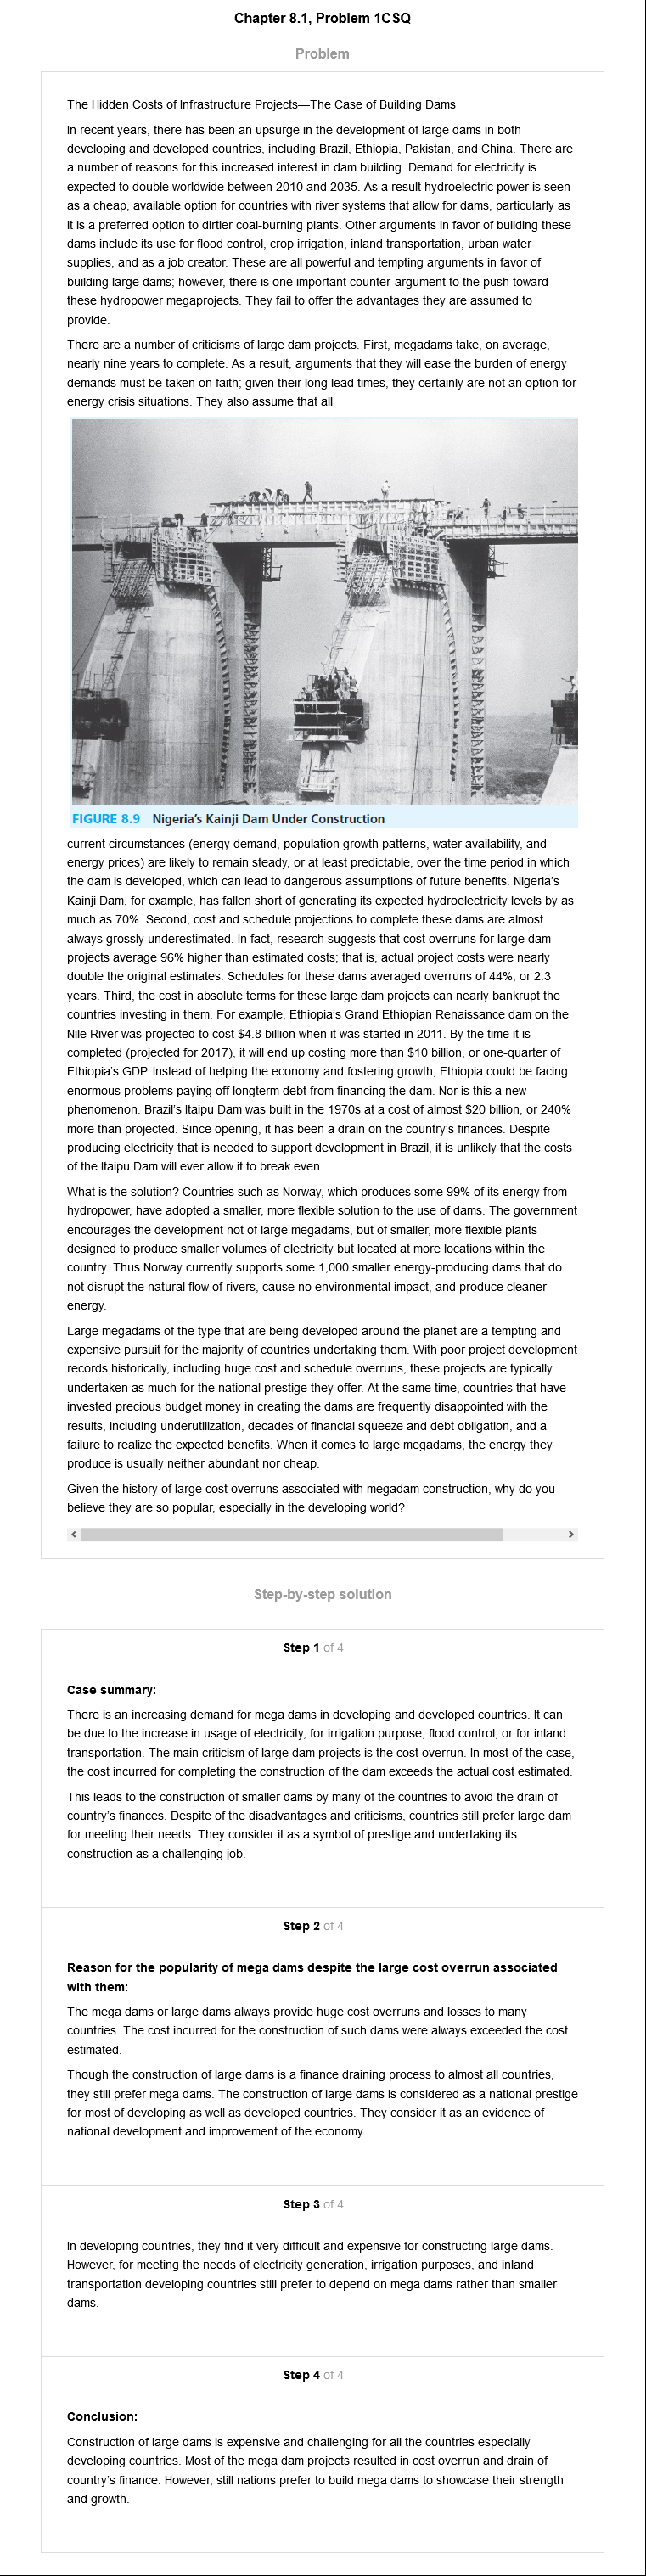 Chapter 8.1, Problem 1CSQ
Problem
The Hidden Costs of Infrastructure Projects—The Case of Building Dams
In recent years, there has been an upsurge in the development of large dams in both
developing and developed countries, including Brazil, Ethiopia, Pakistan, and China. There are
a number of reasons for this increased interest in dam building. Demand for electricity is
expected to double worldwide between 2010 and 2035. As a result hydroelectric power is seen
as a cheap, available option for countries with river systems that allow for dams, particularly as
it is a preferred option to dirtier coal-burning plants. Other arguments in favor of building these
dams include its use for flood control, crop irrigation, inland transportation, urban water
supplies, and as a job creator. These are all powerful and tempting arguments in favor of
building large dams; however, there is one important counter-argument to the push toward
these hydropower megaprojects. They fail to offer the advantages they are assumed to
provide.
There are a number of criticisms of large dam projects. First, megadams take, on average,
nearly nine years to complete. As a result, arguments that they will ease the burden of energy
demands must be taken on faith; given their long lead times, they certainly are not an option for
energy crisis situations. They also assume that all
FIGURE 8.9 Nigeria's Kainji Dam Under Construction
current circumstances (energy demand, population growth patterns, water availability, and
energy prices) are likely to remain steady, or at least predictable, over the time period in which
the dam is developed, which can lead to dangerous assumptions of future benefits. Nigeria's
Kainji Dam, for example, has fallen short of generating its expected hydroelectricity levels by as
much as 70%. Second, cost and schedule projections to complete these dams are almost
always grossly underestimated. In fact, research suggests that cost overruns for large dam
projects average 96% higher than estimated costs; that is, actual project costs were nearly
double the original estimates. Schedules for these dams averaged overruns of 44%, or 2.3
years. Third, the cost in absolute terms for these large dam projects can nearly bankrupt the
countries investing in them. For example, Ethiopia's Grand Ethiopian Renaissance dam on the
Nile River was projected to cost $4.8 billion when it was started in 2011. By the time it is
completed (projected for 2017), it will end up costing more than $10 billion, or one-quarter of
Ethiopia's GDP. Instead of helping the economy and fostering growth, Ethiopia could be facing
enormous problems paying off longterm debt from financing the dam. Nor is this a new
phenomenon. Brazil's Itaipu Dam was built in the 1970s at a cost of almost $20 billion, or 240%
more than projected. Since opening, it has been a drain on the country's finances. Despite
producing electricity that is needed to support development in Brazil, it is unlikely that the costs
of the Itaipu Dam will ever allow it to break even.
What is the solution? Countries such as Norway, which produces some 99% of its energy from
hydropower, have adopted a smaller, more flexible solution to the use of dams. The government
encourages the development not of large megadams, but of smaller, more flexible plants
designed to produce smaller volumes of electricity but located at more locations within the
country. Thus Norway currently supports some 1,000 smaller energy-producing dams that do
not disrupt the natural flow of rivers, cause no environmental impact, and produce cleaner
energy.
Large megadams of the type that are being developed around the planet are a tempting and
expensive pursuit for the majority of countries undertaking them. With poor project development
records historically, including huge cost and schedule overruns, these projects are typically
undertaken as much for the national prestige they offer. At the same time, countries that have
invested precious budget money in creating the dams are frequently disappointed with the
results, including underutilization, decades of financial squeeze and debt obligation, and a
failure to realize the expected benefits. When it comes to large megadams, the energy they
produce is usually neither abundant nor cheap.
Given the history of large cost overruns associated with megadam construction, why do you
believe they are so popular, especially in the developing world?
Step-by-step solution
Step 1 of 4
Case summary:
There is an increasing demand for mega dams in developing and developed countries. It can
be due to the increase in usage of electricity, for irrigation purpose, flood control, or for inland
transportation. The main criticism of large dam projects is the cost overrun. In most of the case,
the cost incurred for completing the construction of the dam exceeds the actual cost estimated.
This leads to the construction of smaller dams by many of the countries to avoid the drain of
country's finances. Despite of the disadvantages and criticisms, countries still prefer large dam
for meeting their needs. They consider it as a symbol of prestige and undertaking its
construction as a challenging job.
Step 2 of 4
Reason for the popularity of mega dams despite the large cost overrun associated
with them:
The mega dams or large dams always provide huge cost overruns and losses to many
countries. The cost incurred for the construction of such dams were always exceeded the cost
estimated.
Though the construction of large dams is a finance draining process to almost all countries,
they still prefer mega dams. The construction of large dams is considered as a national prestige
for most of developing as well as developed countries. They consider it as an evidence of
national development and improvement of the economy.
Step 3 of 4
In developing countries, they find it very difficult and expensive for constructing large dams.
However, for meeting the needs of electricity generation, irrigation purposes, and inland
transportation developing countries still prefer to depend on mega dams rather than smaller
dams.
Step 4 of 4
Conclusion:
Construction of large dams is expensive and challenging for all the countries especially
developing countries. Most of the mega dam projects resulted in cost overrun and drain of
country's finance. However, still nations prefer to build mega dams to showcase their strength
and growth.